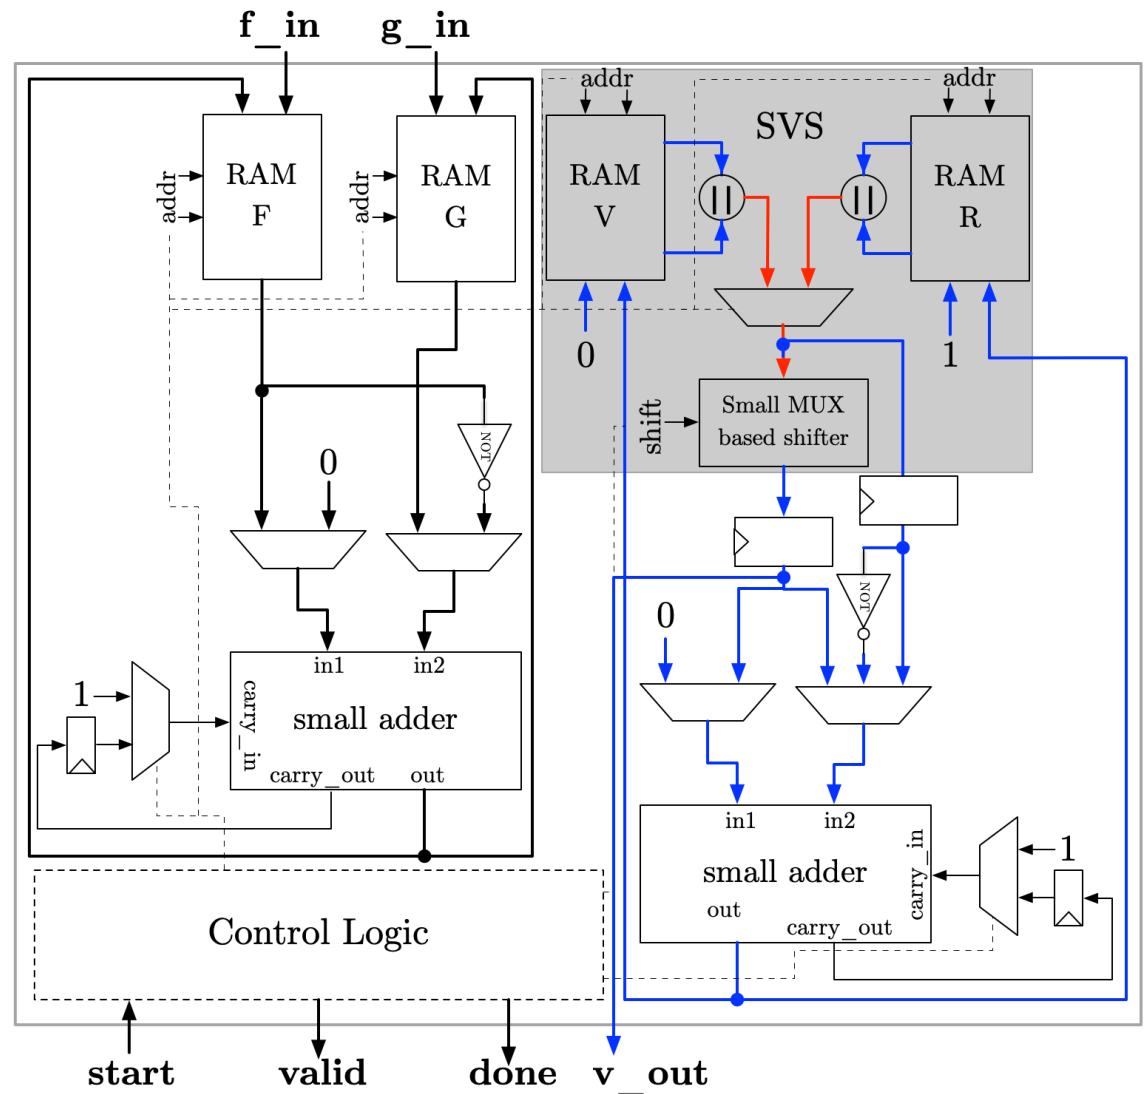 f_in
g_in
addr
addr
SVS
RAM
F
RAM
G
RAM
V
||
||
RAM
R
addr
addr
0
1
Small MUX
based shifter
shift
NOT
0
NOT
0
in1
in2
1
carry_in
small adder
carry_out
out
in1
in2
small adder
carry_in
1
out
carry_out
Control Logic
start
valid
done
v_out